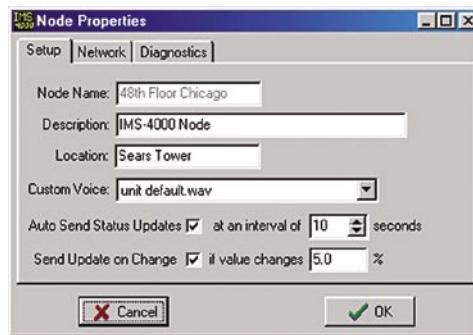 IMS 4000 Node Properties
Setup Network Diagnostics
Node Name: 48th Floor Chicago
Description: IMS-4000 Node
Location: Sears Tower
Custom Voice: unit default.wav
Auto Send Status Updates at an interval of 10 seconds
Send Update on Change if value changes 5.0 %
Cancel OK